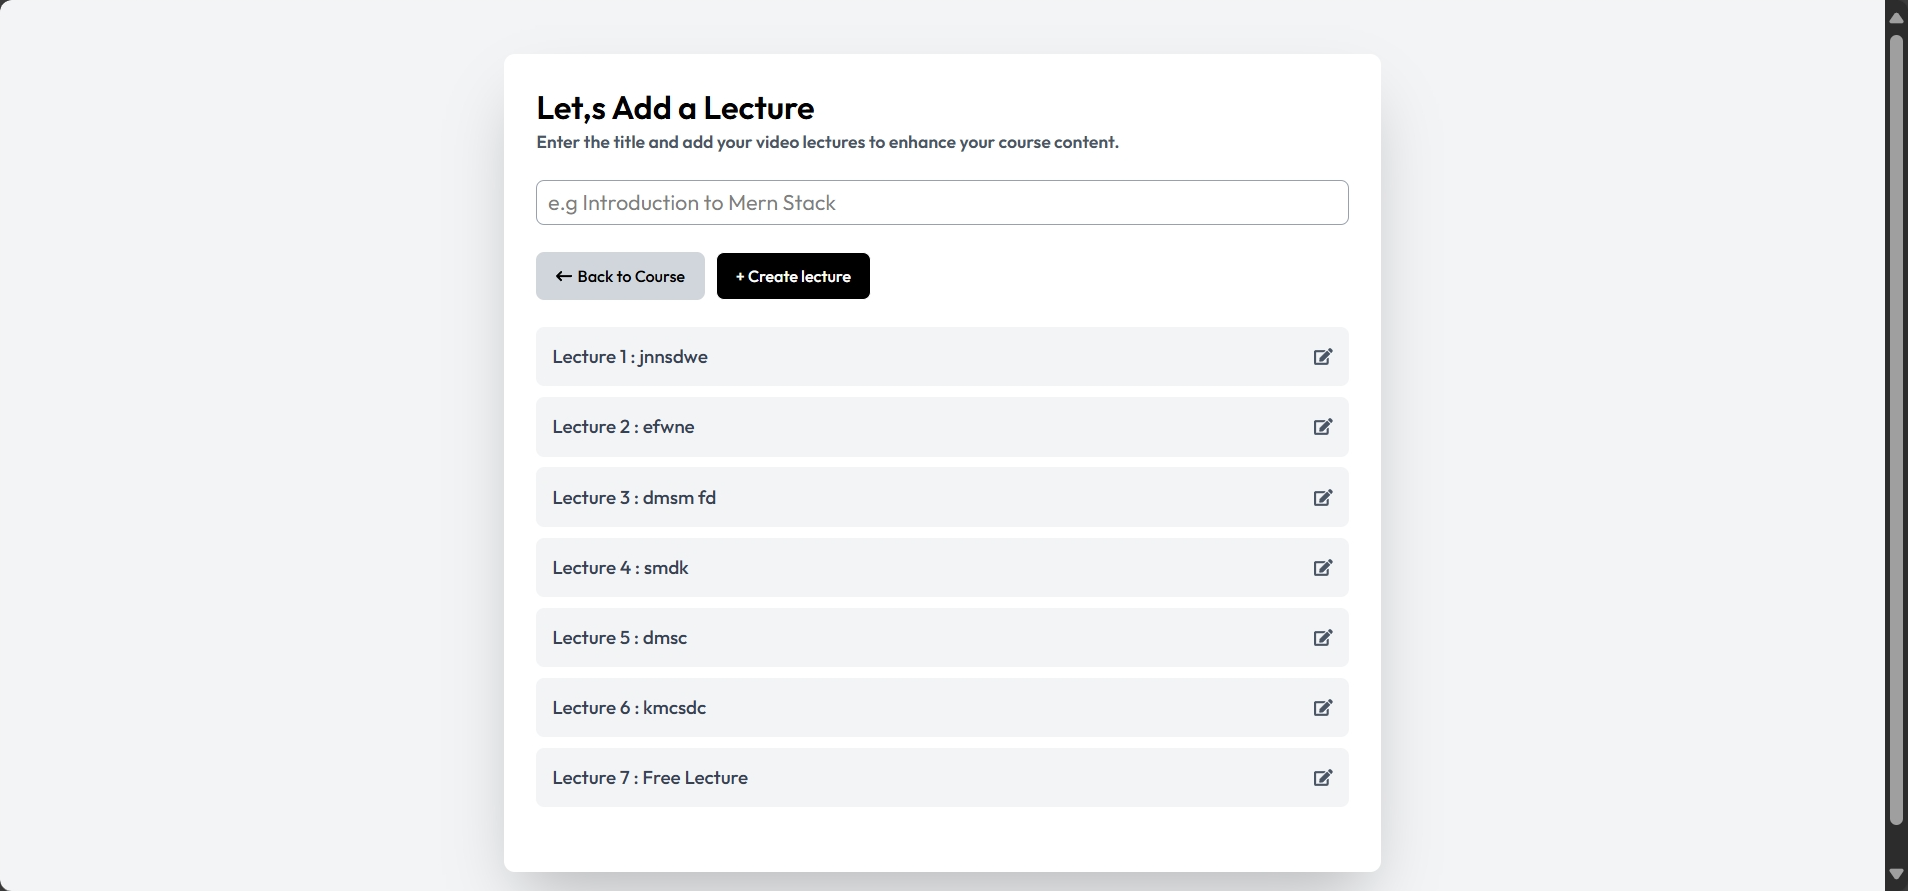 Let,s Add a Lecture
Enter the title and add your video lectures to enhance your course content.
e.g Introduction to Mern Stack
← Back to Course
+ Create lecture
Lecture 1 : jnnsdwe
Lecture 2 : efwne
Lecture 3 : dmsm fd
Lecture 4 : smdk
Lecture 5 : dmsc
Lecture 6 : kmcsdc
Lecture 7 : Free Lecture